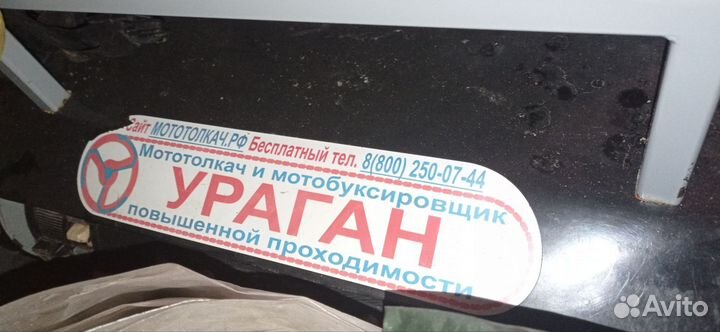 Сайт МОТОТОЛКАЧ.РФ Бесплатный тел. 8(800) 250-07-44
Мототолкач и мотобуксировщик
УРАГАН
повышенной проходимости
Avito